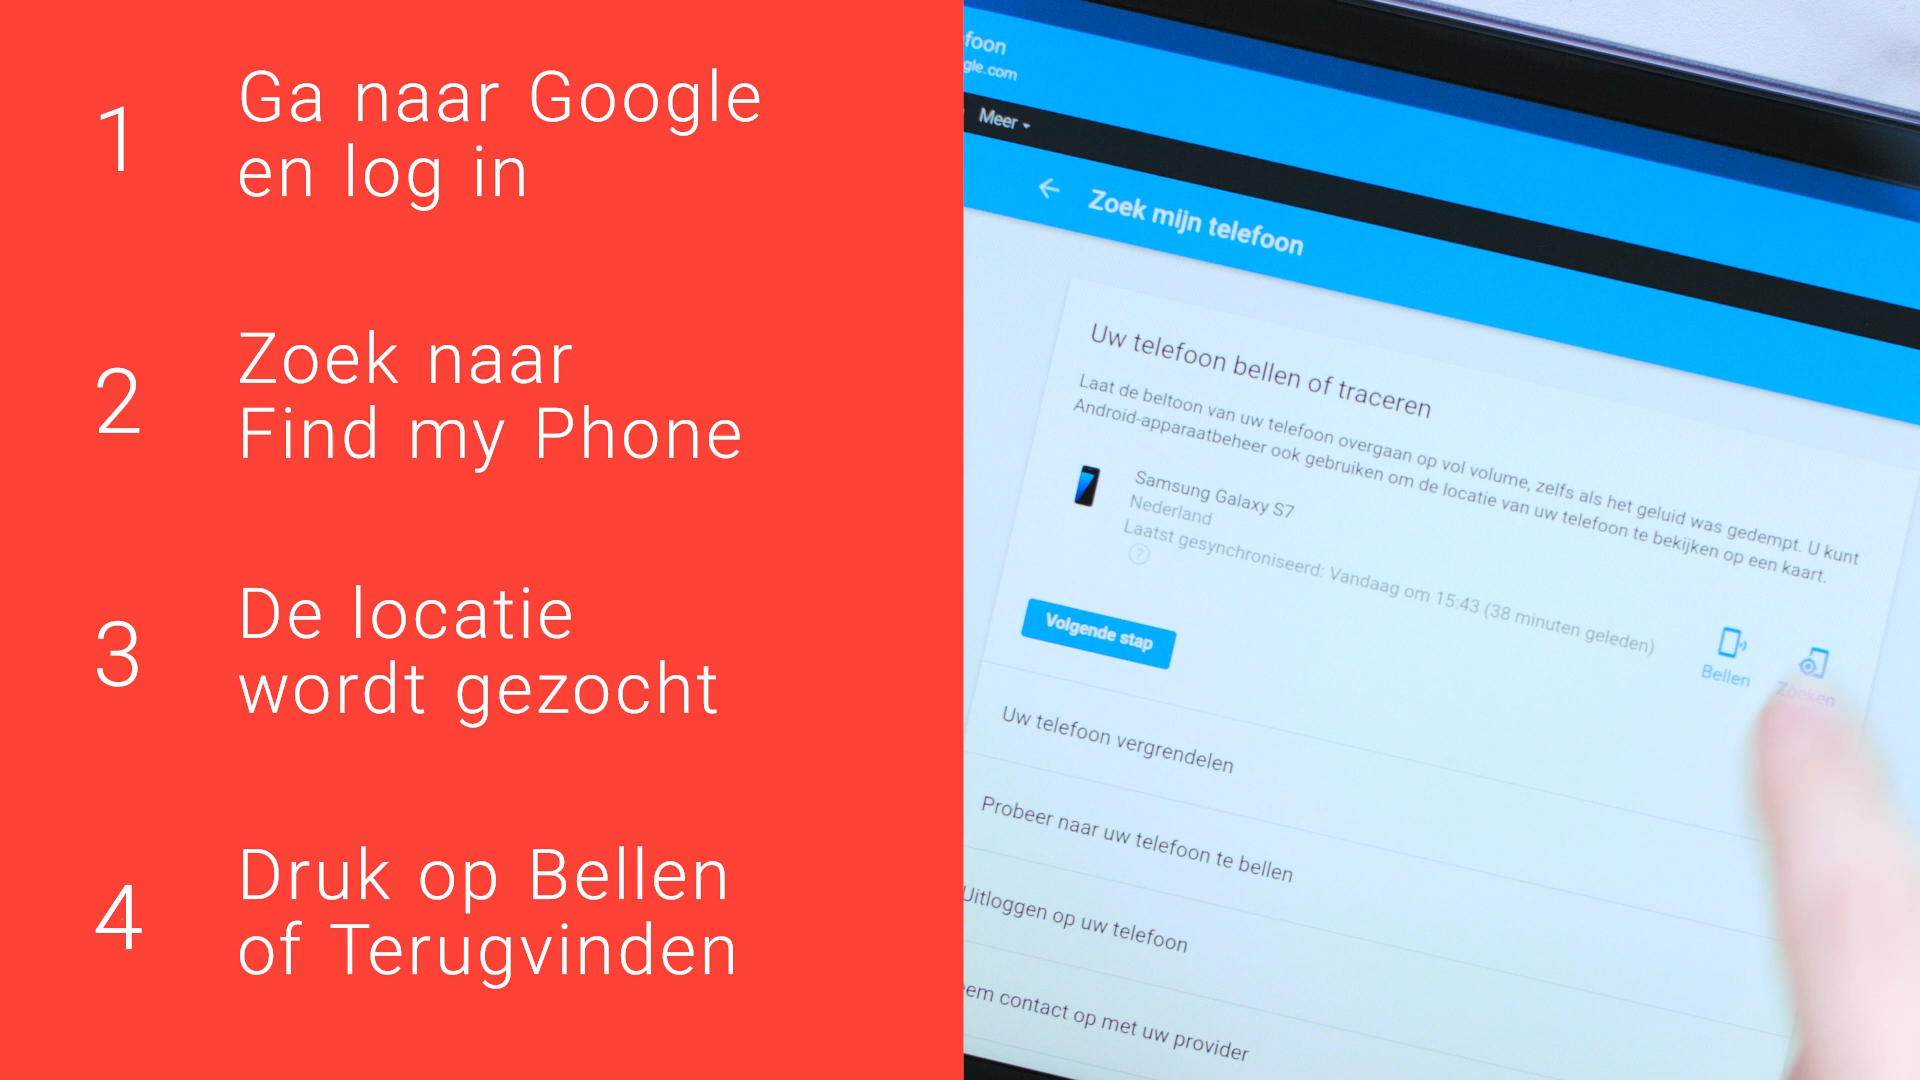 1
Ga naar Google
en log in
2
Zoek naar
Find my Phone
3
De locatie
wordt gezocht
4
Druk op Bellen
of Terugvinden
foon
gle.com
Meer
Zoek mijn telefoon
Uw telefoon bellen of traceren
Laat de beltoon van uw telefoon overgaan op vol volume, zelfs als het geluid was gedempt. U kunt
Android-apparaatbeheer ook gebruiken om de locatie van uw telefoon te bekijken op een kaart.
Samsung Galaxy S7
Nederland
Laatst gesynchroniseerd: Vandaag om 15:43 (38 minuten geleden)
?
Bellen
Zoeken
Volgende stap
Uw telefoon vergrendelen
Probeer naar uw telefoon te bellen
Uitloggen op uw telefoon
em contact op met uw provider